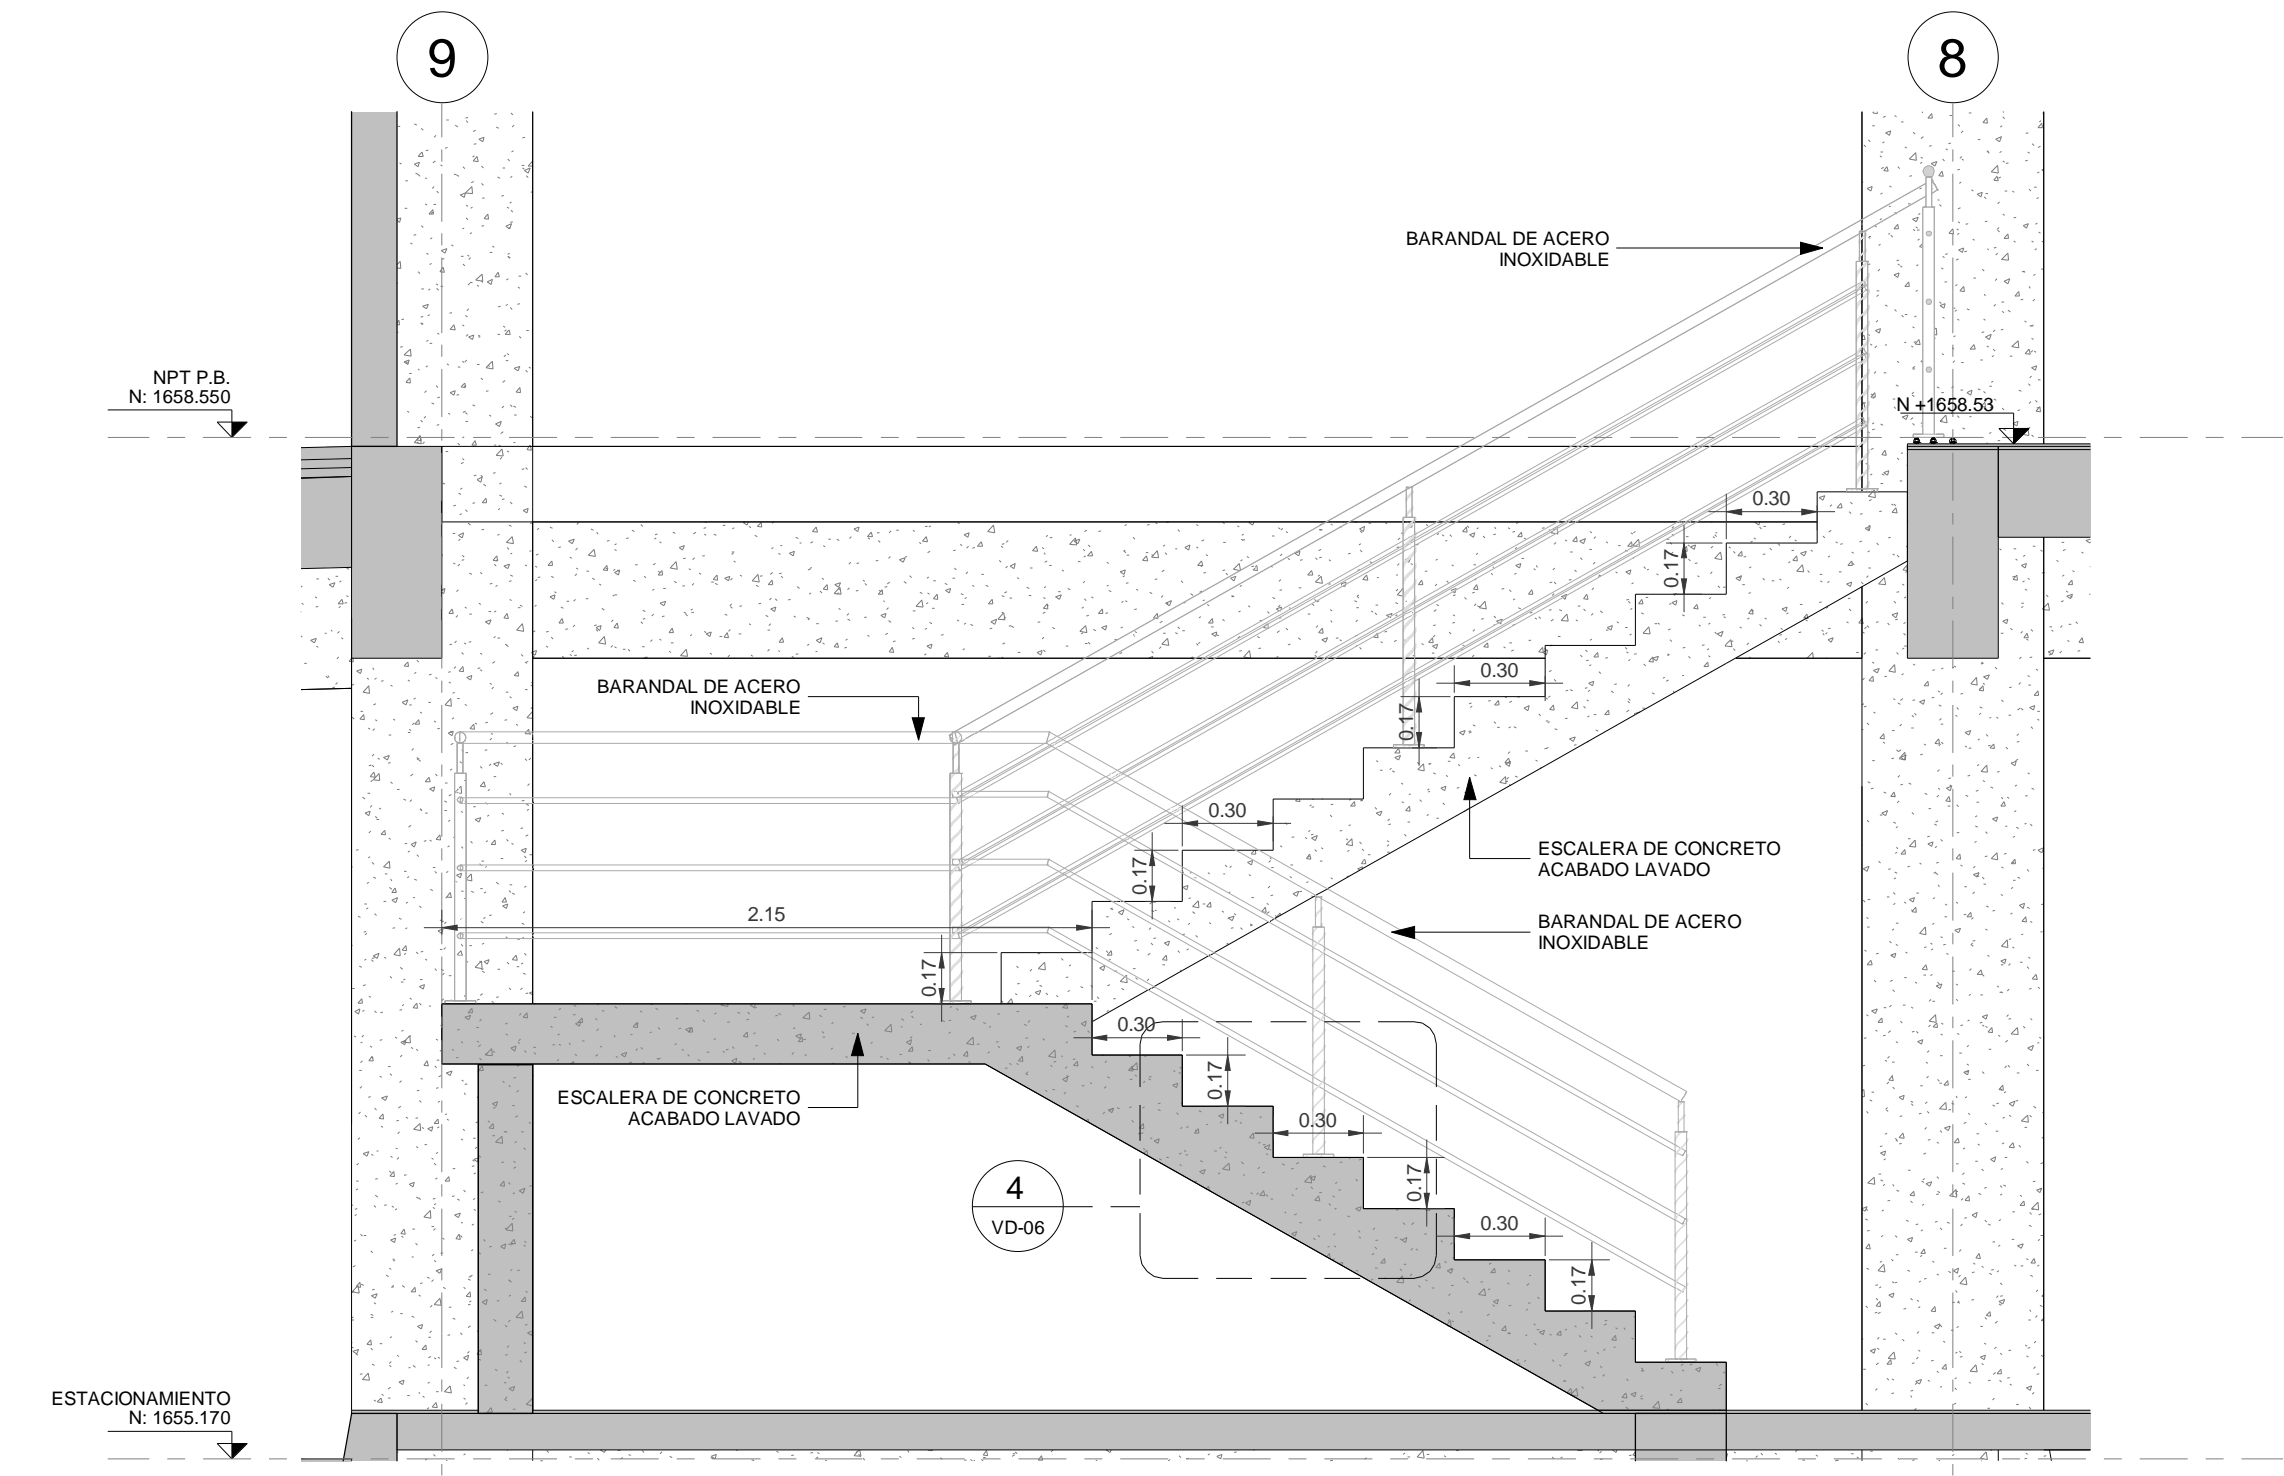 9
8
BARANDAL DE ACERO
INOXIDABLE
NPT P.B.
N: 1658.550
N +1658.53
0.30
0.17
0.30
0.17
BARANDAL DE ACERO
INOXIDABLE
0.30
0.17
ESCALERA DE CONCRETO
ACABADO LAVADO
2.15
BARANDAL DE ACERO
INOXIDABLE
0.17
0.30
0.17
ESCALERA DE CONCRETO
ACABADO LAVADO
0.30
0.17
4
VD-06
0.30
0.17
ESTACIONAMIENTO
N: 1655.170